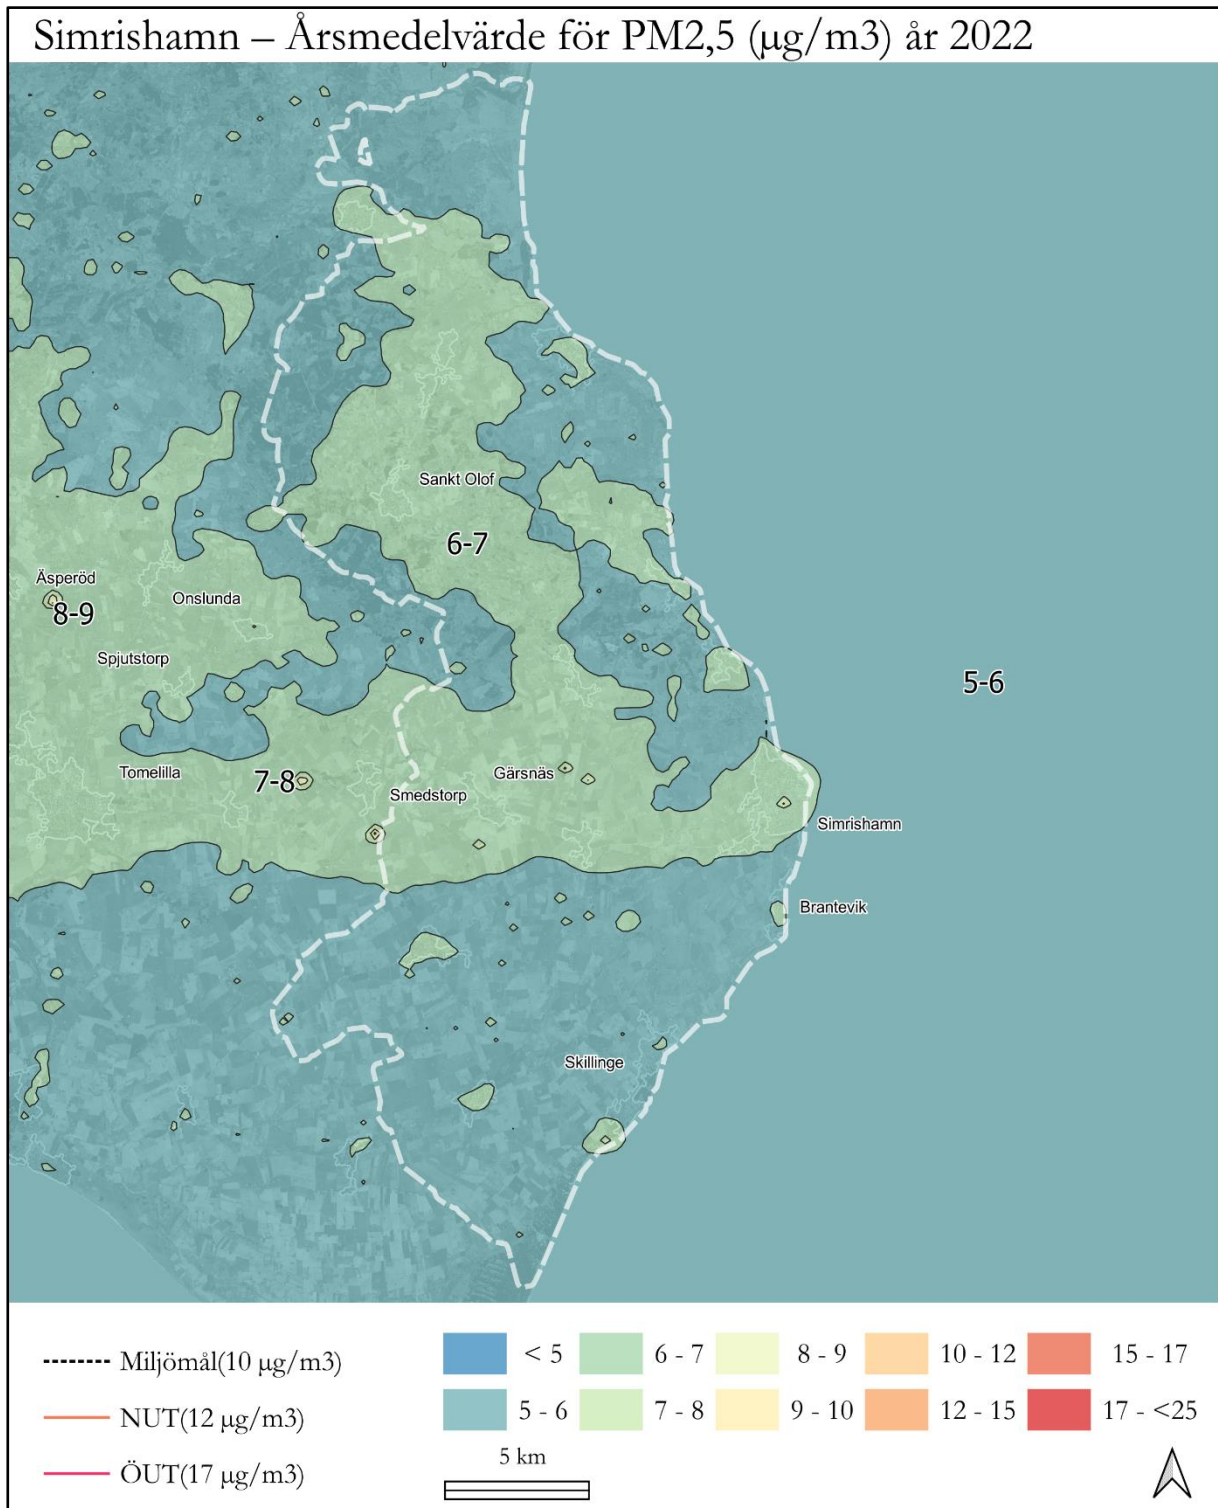 Simrishamn – Årsmedelvärde för PM2,5 (µg/m3) år 2022
Sankt Olof
6-7
Äsperöd
8-9
Onslunda
Spjutstorp
5-6
Tomelilla
7-8
Gärsnäs
Smedstorp
Simrishamn
Brantevik
Skillinge
Miljömål(10 µg/m3)
NUT(12 µg/m3)
ÖUT(17 µg/m3)
< 5
6 - 7
8 - 9
10 - 12
15 - 17
5 - 6
7 - 8
9 - 10
12 - 15
17 - <25
5 km